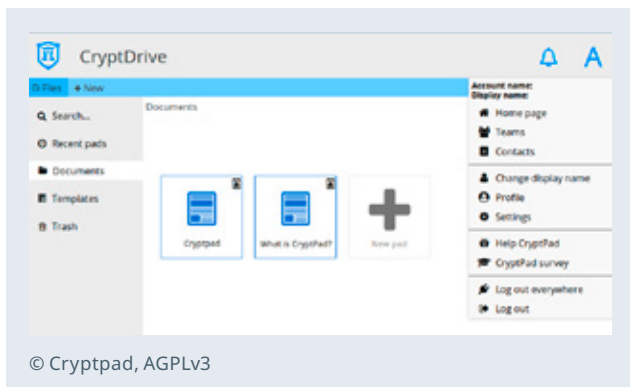 CryptDrive
A
Files + New
Account name:
Display name:
Search...
Recent pads
Documents
Templates
Trash
Documents
Cryptpad
What is CryptPad?
New pad
Home page
Teams
Contacts
Change display name
Profile
Settings
Help CryptPad
CryptPad survey
Log out everywhere
Log out
© Cryptpad, AGPLv3